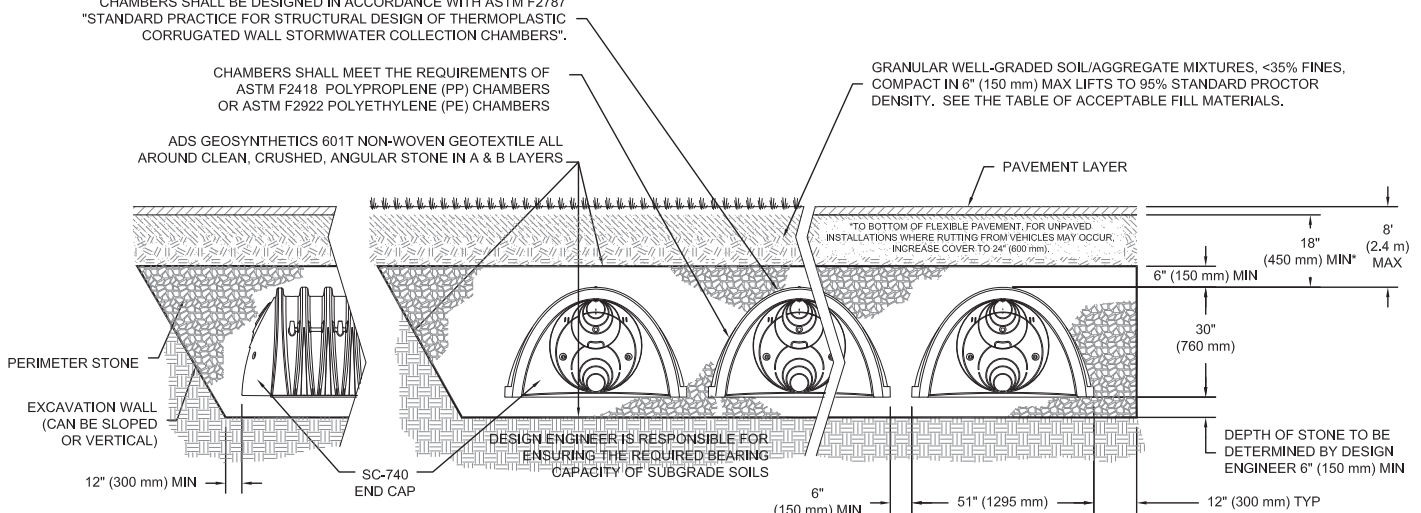 CHAMBERS SHALL BE DESIGNED IN ACCORDANCE WITH ASTM F2787
"STANDARD PRACTICE FOR STRUCTURAL DESIGN OF THERMOPLASTIC
CORRUGATED WALL STORMWATER COLLECTION CHAMBERS".
CHAMBERS SHALL MEET THE REQUIREMENTS OF
ASTM F2418 POLYPROPLENE (PP) CHAMBERS
OR ASTM F2922 POLYETHYLENE (PE) CHAMBERS
ADS GEOSYNTHETICS 601T NON-WOVEN GEOTEXTILE ALL
AROUND CLEAN, CRUSHED, ANGULAR STONE IN A & B LAYERS
GRANULAR WELL-GRADED SOIL/AGGREGATE MIXTURES, <35% FINES,
COMPACT IN 6" (150 mm) MAX LIFTS TO 95% STANDARD PROCTOR
DENSITY. SEE THE TABLE OF ACCEPTABLE FILL MATERIALS.
PAVEMENT LAYER
*TO BOTTOM OF FLEXIBLE PAVEMENT, FOR UNPAVED
INSTALLATIONS WHERE RUTTING FROM VEHICLES MAY OCCUR,
INCREASE COVER TO 24" (600 mm).
18"
(450 mm) MIN*
8'
(2.4 m)
MAX
6" (150 mm) MIN
30"
(760 mm)
PERIMETER STONE
EXCAVATION WALL
(CAN BE SLOPED
OR VERTICAL)
12" (300 mm) MIN
SC-740
END CAP
DESIGN ENGINEER IS RESPONSIBLE FOR
ENSURING THE REQUIRED BEARING
CAPACITY OF SUBGRADE SOILS
DEPTH OF STONE TO BE
DETERMINED BY DESIGN
ENGINEER 6" (150 mm) MIN
6"
(150 mm) MIN
51" (1295 mm)
12" (300 mm) TYP